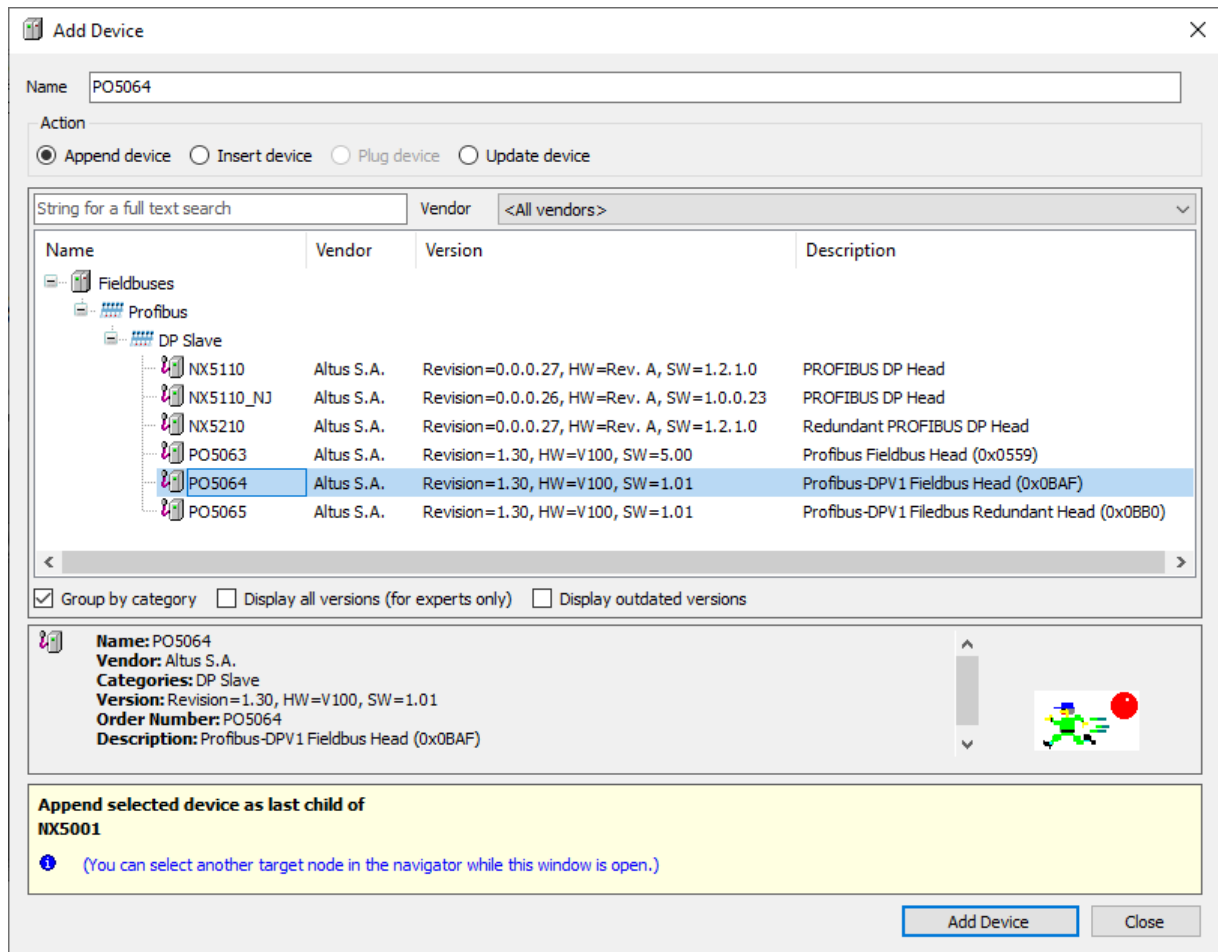 Add Device
Name PO5064
Action
Append device Insert device Plug device Update device
String for a full text search Vendor <All vendors>
Name Vendor Version Description
Fieldbuses
Profibus
DP Slave
NX5110 Altus S.A. Revision=0.0.0.27, HW=Rev. A, SW=1.2.1.0 PROFIBUS DP Head
NX5110_NJ Altus S.A. Revision=0.0.0.26, HW=Rev. A, SW=1.0.0.23 PROFIBUS DP Head
NX5210 Altus S.A. Revision=0.0.0.27, HW=Rev. A, SW=1.2.1.0 Redundant PROFIBUS DP Head
PO5063 Altus S.A. Revision=1.30, HW=V100, SW=5.00 Profibus Fieldbus Head (0x0559)
PO5064 Altus S.A. Revision=1.30, HW=V100, SW=1.01 Profibus-DPV1 Fieldbus Head (0x0BAF)
PO5065 Altus S.A. Revision=1.30, HW=V100, SW=1.01 Profibus-DPV1 Filedbus Redundant Head (0x0BB0)
Group by category Display all versions (for experts only) Display outdated versions
Name: PO5064
Vendor: Altus S.A.
Categories: DP Slave
Version: Revision=1.30, HW=V100, SW=1.01
Order Number: PO5064
Description: Profibus-DPV1 Fieldbus Head (0x0BAF)
Append selected device as last child of
NX5001
(You can select another target node in the navigator while this window is open.)
Add Device Close